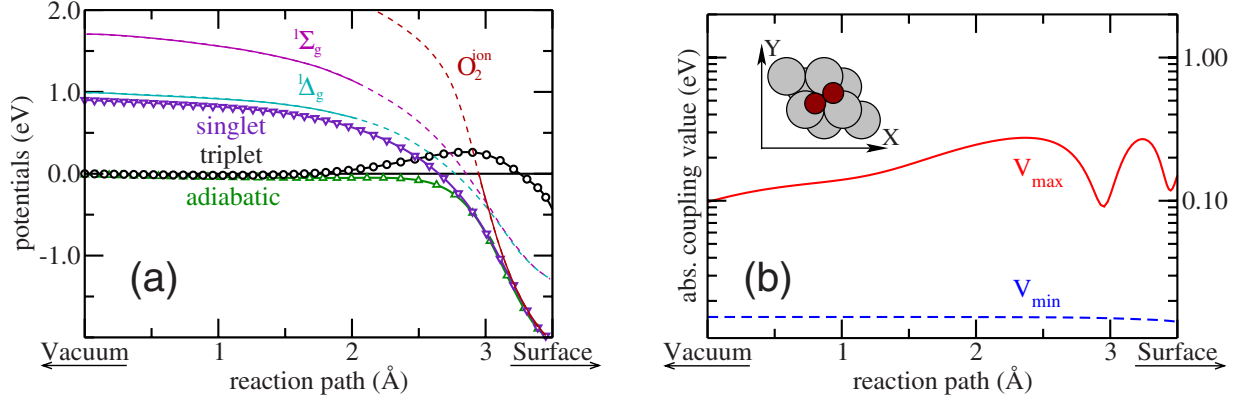 2.0
1.0
0.0
-1.0
potentials (eV)
¹Σg
¹Δg
O₂ ion
singlet
triplet
adiabatic
(a)
1
2
3
Vacuum
Surface
reaction path (Å)
abs. coupling value (eV)
Y
X
1.00
0.10
Vmax
Vmin
(b)
1
2
3
Vacuum
Surface
reaction path (Å)